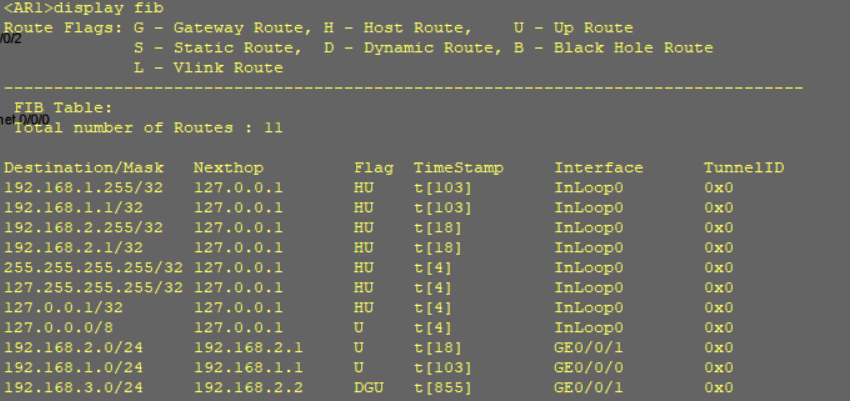 <AR1>display fib
Route Flags: G - Gateway Route, H - Host Route,    U - Up Route
/0/2
             S - Static Route,  D - Dynamic Route, B - Black Hole Route
             L - Vlink Route
--------------------------------------------------------------------------------
 FIB Table:
net 0/0/0
 Total number of Routes : 11

Destination/Mask   Nexthop         Flag  TimeStamp     Interface      TunnelID
192.168.1.255/32   127.0.0.1       HU    t[103]        InLoop0        0x0
192.168.1.1/32     127.0.0.1       HU    t[103]        InLoop0        0x0
192.168.2.255/32   127.0.0.1       HU    t[18]         InLoop0        0x0
192.168.2.1/32     127.0.0.1       HU    t[18]         InLoop0        0x0
255.255.255.255/32 127.0.0.1       HU    t[4]          InLoop0        0x0
127.255.255.255/32 127.0.0.1       HU    t[4]          InLoop0        0x0
127.0.0.1/32       127.0.0.1       HU    t[4]          InLoop0        0x0
127.0.0.0/8        127.0.0.1       U     t[4]          InLoop0        0x0
192.168.2.0/24     192.168.2.1     U     t[18]         GE0/0/1        0x0
192.168.1.0/24     192.168.1.1     U     t[103]        GE0/0/0        0x0
192.168.3.0/24     192.168.2.2     DGU   t[855]        GE0/0/1        0x0